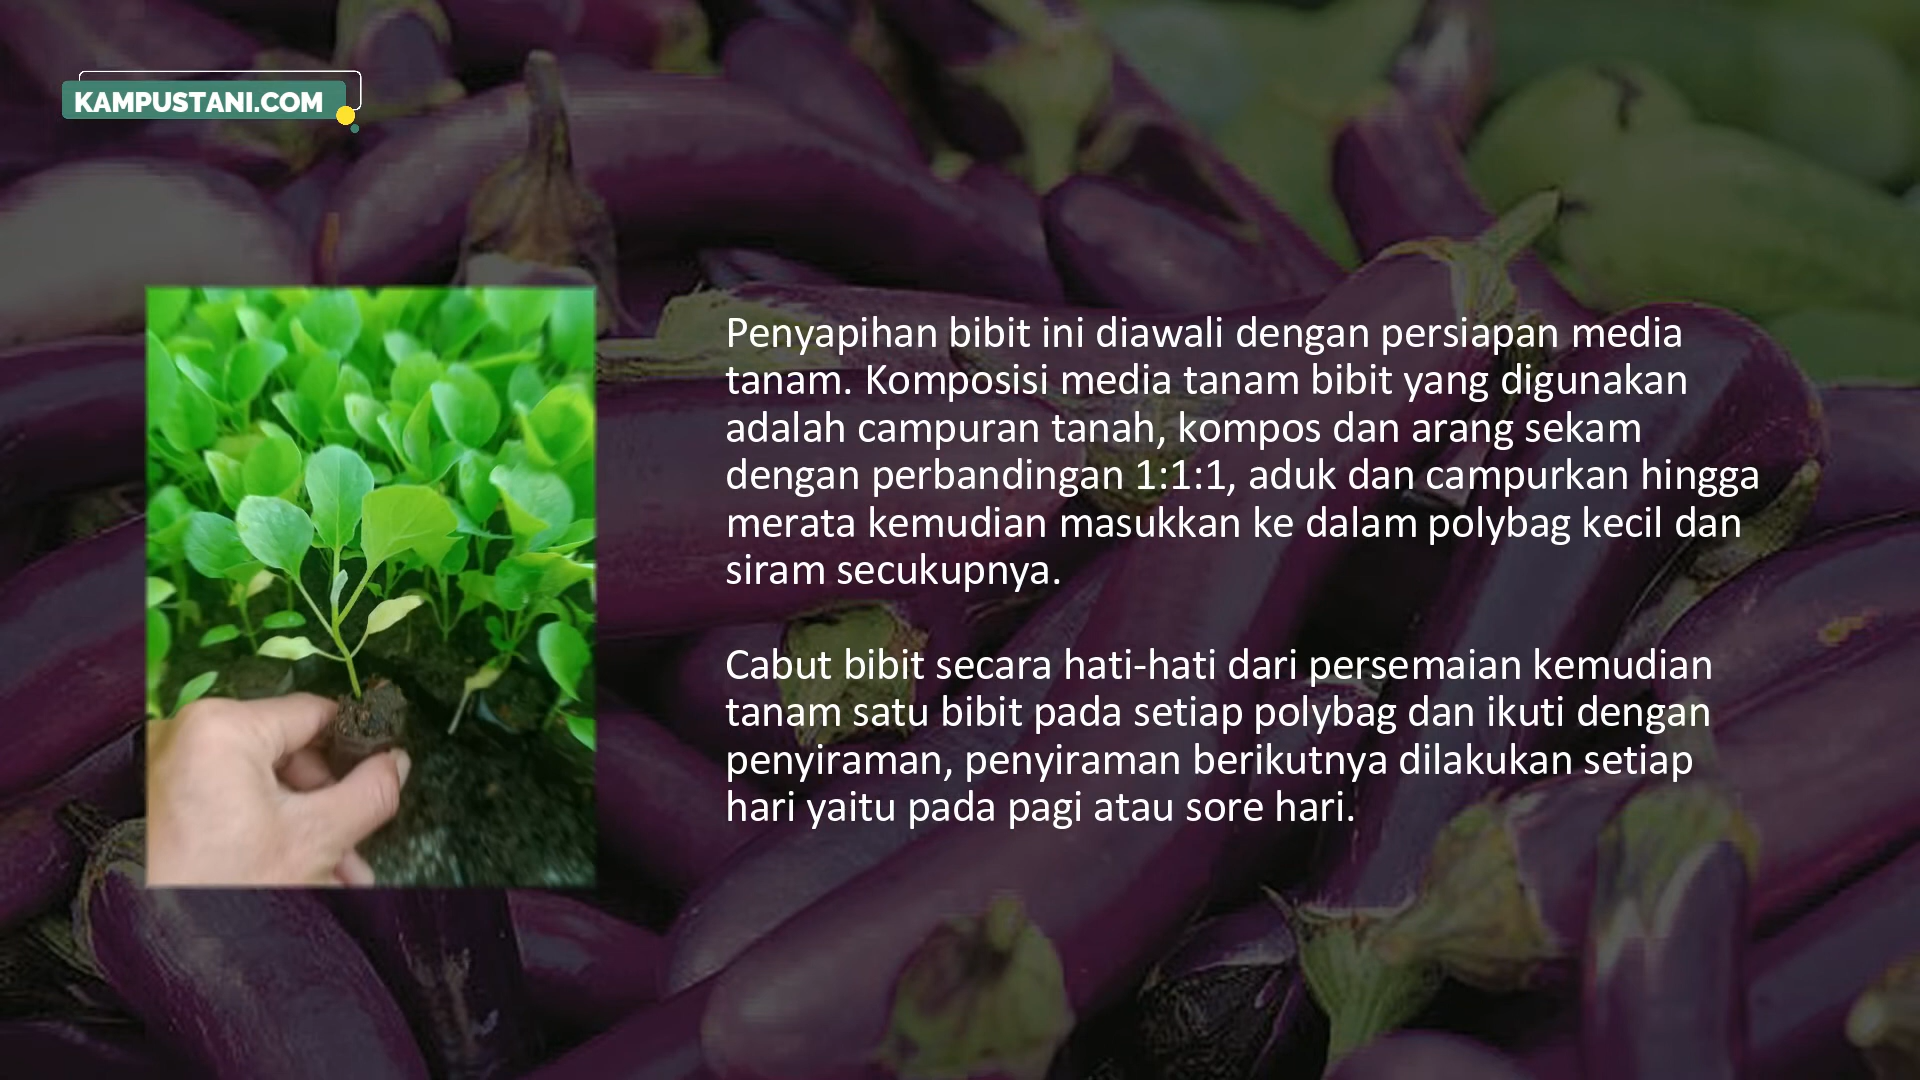 KAMPUSTANI.COM
Penyapihan bibit ini diawali dengan persiapan media
tanam. Komposisi media tanam bibit yang digunakan
adalah campuran tanah, kompos dan arang sekam
dengan perbandingan 1:1:1, aduk dan campurkan hingga
merata kemudian masukkan ke dalam polybag kecil dan
siram secukupnya.
Cabut bibit secara hati-hati dari persemaian kemudian
tanam satu bibit pada setiap polybag dan ikuti dengan
penyiraman, penyiraman berikutnya dilakukan setiap
hari yaitu pada pagi atau sore hari.